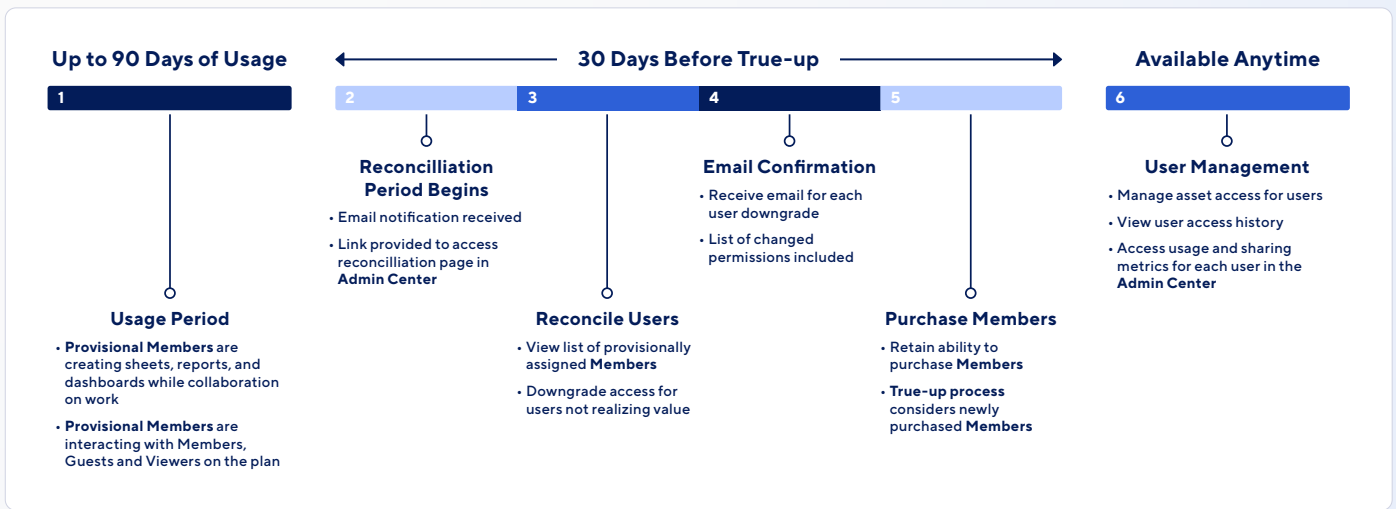 Up to 90 Days of Usage
30 Days Before True-up
Available Anytime
1
2
3
4
5
6
Usage Period
• Provisional Members are
creating sheets, reports, and
dashboards while collaboration
on work
• Provisional Members are
interacting with Members,
Guests and Viewers on the plan
Reconcilliation
Period Begins
• Email notification received
• Link provided to access
reconcilliation page in
Admin Center
Reconcile Users
• View list of provisionally
assigned Members
• Downgrade access for
users not realizing value
Email Confirmation
• Receive email for each
user downgrade
• List of changed
permissions included
Purchase Members
• Retain ability to
purchase Members
• True-up process
considers newly
purchased Members
User Management
• Manage asset access for users
• View user access history
• Access usage and sharing
metrics for each user in the
Admin Center